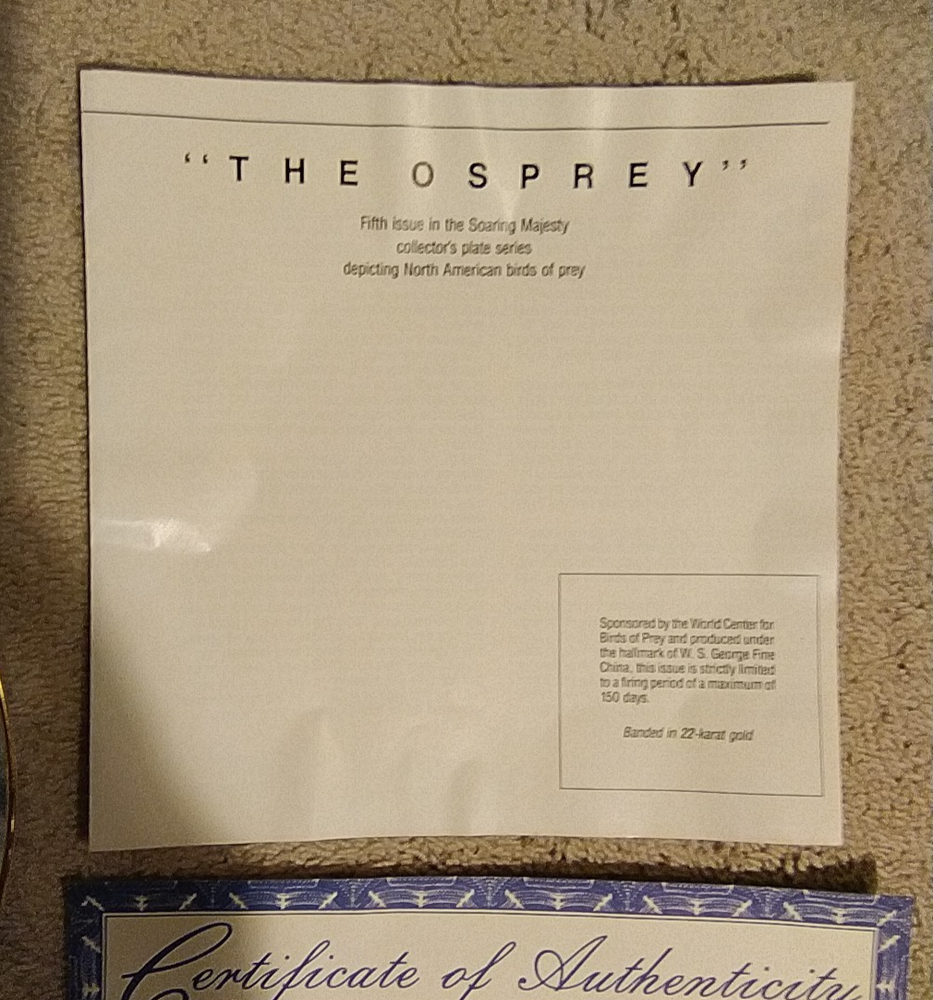 “THE OSPREY”
Fifth issue in the Soaring Majesty
collector's plate series
depicting North American birds of prey
Sponsored by the World Center for
Birds of Prey and produced under
the hallmark of W. S. George Fine
China, this issue is strictly limited
to a firing period of a maximum of
150 days.
Banded in 22-karat gold
Certificate of Authenticity